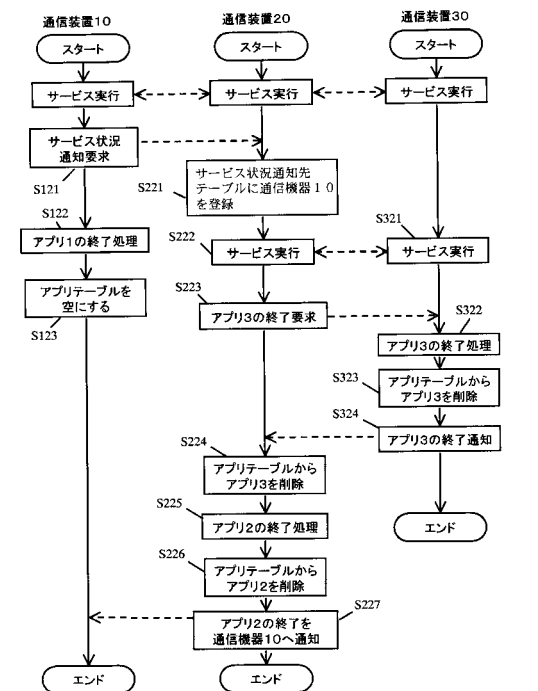 通信装置10
通信装置20
通信装置30
スタート
スタート
スタート
サービス実行
サービス実行
サービス実行
サービス状況
通知要求
S121
サービス状況通知先
テーブルに通信機器１０
を登録
S221
S122
アプリ1の終了処理
S222
サービス実行
S321
サービス実行
アプリテーブルを
空にする
S123
S223
アプリ3の終了要求
S322
アプリ3の終了処理
S323
アプリテーブルから
アプリ3を削除
S324
アプリ3の終了通知
S224
アプリテーブルから
アプリ3を削除
S225
アプリ2の終了処理
エンド
S226
アプリテーブルから
アプリ2を削除
S227
アプリ2の終了を
通信機器10へ通知
エンド
エンド